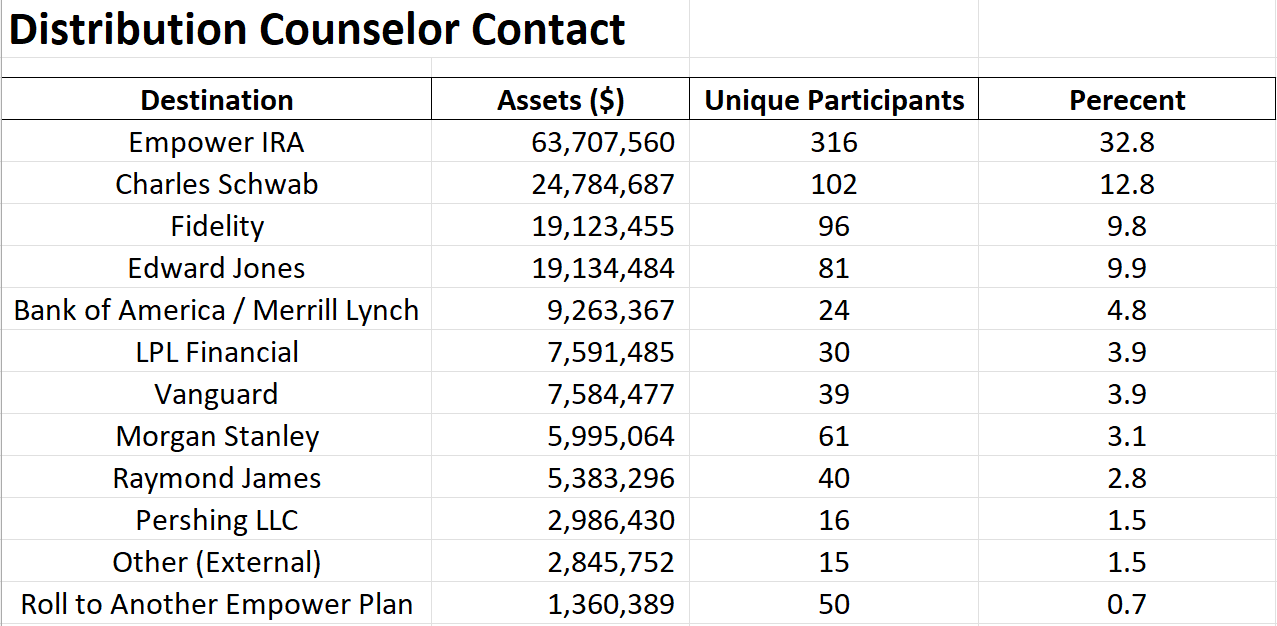 Distribution Counselor Contact
Destination Assets ($) Unique Participants Perecent
Empower IRA 63,707,560 316 32.8
Charles Schwab 24,784,687 102 12.8
Fidelity 19,123,455 96 9.8
Edward Jones 19,134,484 81 9.9
Bank of America / Merrill Lynch 9,263,367 24 4.8
LPL Financial 7,591,485 30 3.9
Vanguard 7,584,477 39 3.9
Morgan Stanley 5,995,064 61 3.1
Raymond James 5,383,296 40 2.8
Pershing LLC 2,986,430 16 1.5
Other (External) 2,845,752 15 1.5
Roll to Another Empower Plan 1,360,389 50 0.7